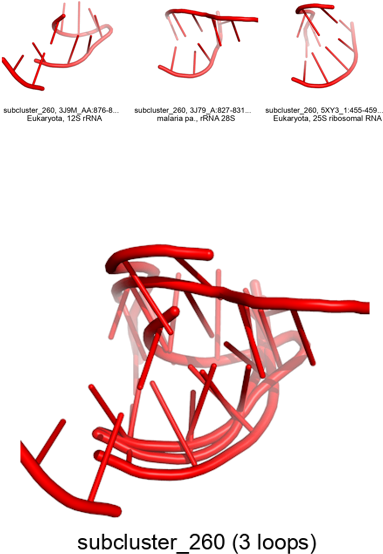 subcluster_260, 3J9M_AA:876-8...
Eukaryota, 12S rRNA
subcluster_260, 3J79_A:827-831...
malaria pa., rRNA 28S
subcluster_260, 5XY3_1:455-459...
Eukaryota, 25S ribosomal RNA
subcluster_260 (3 loops)